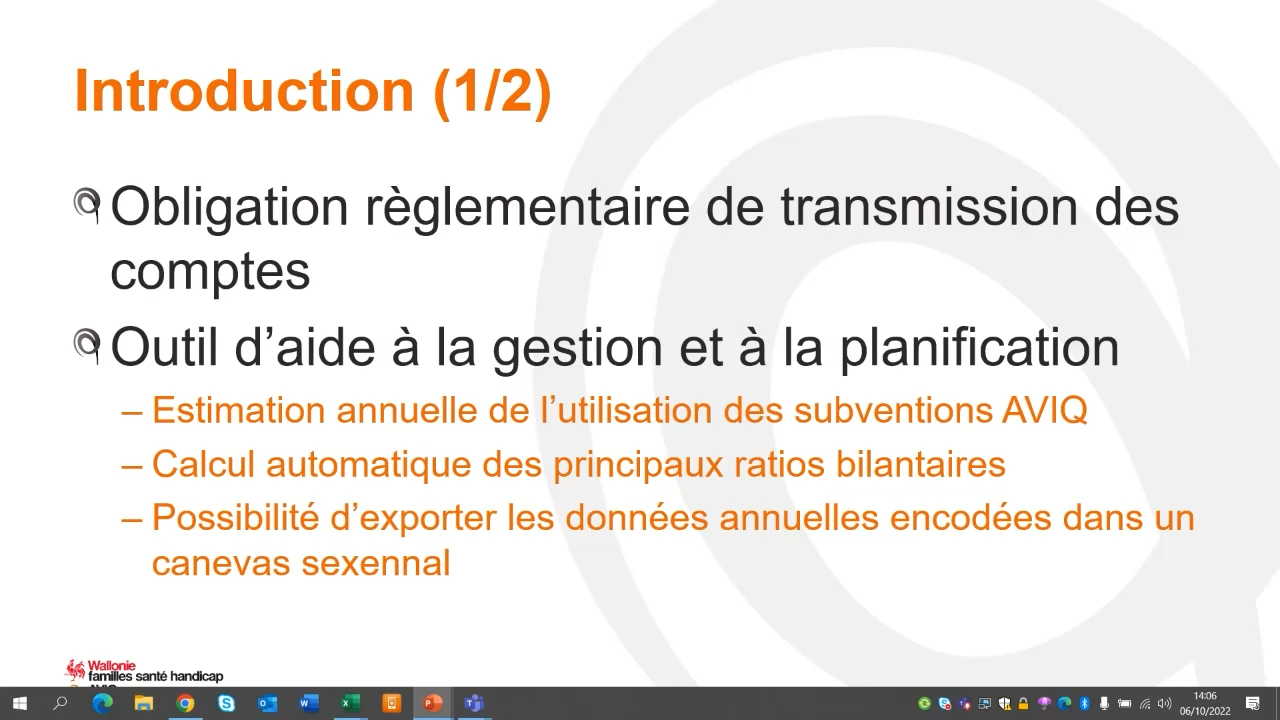 Introduction (1/2)
Obligation règlementaire de transmission des
comptes
Outil d’aide à la gestion et à la planification
– Estimation annuelle de l’utilisation des subventions AVIQ
– Calcul automatique des principaux ratios bilantaires
– Possibilité d’exporter les données annuelles encodées dans un
canevas sexennal
Wallonie
familles santé handicap
AVIQ
14:06
06/10/2022